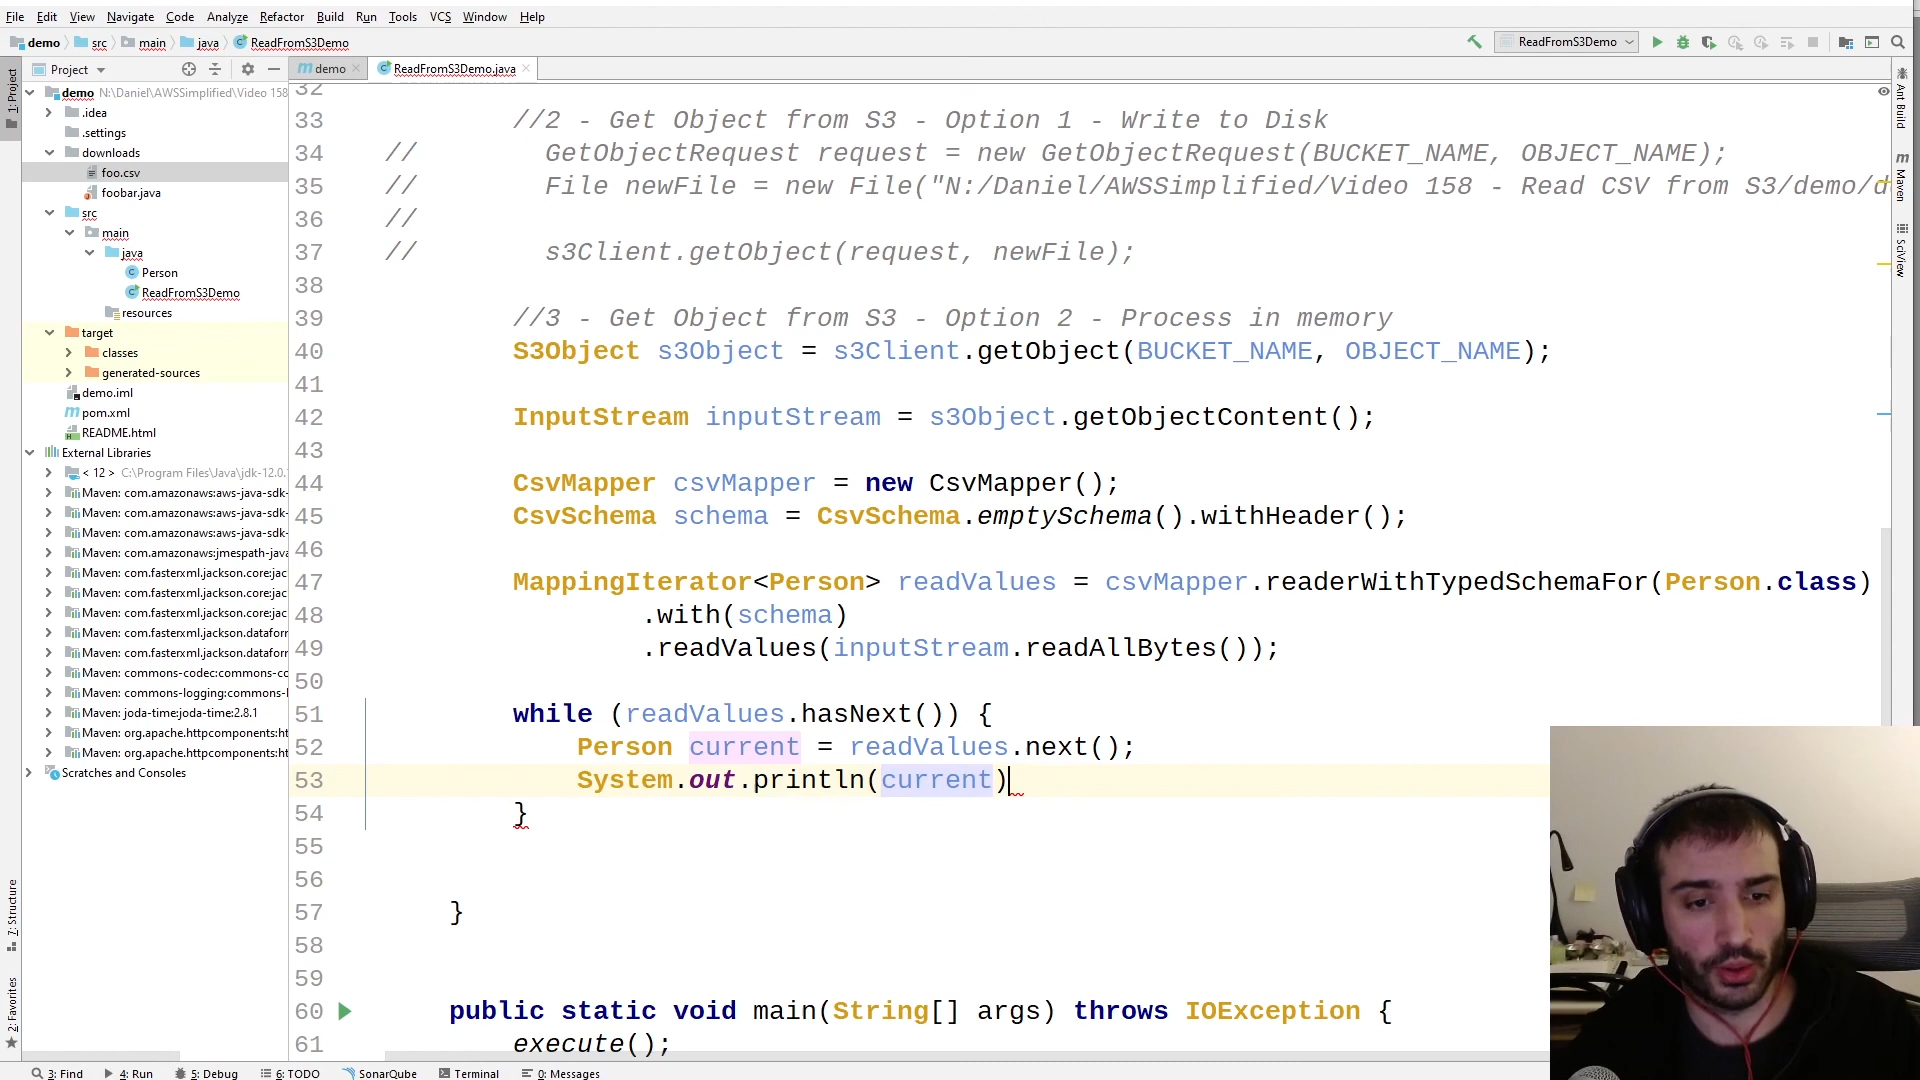 File Edit View Navigate Code Analyze Refactor Build Run Tools VCS Window Help
demo src main java ReadFromS3Demo ReadFromS3Demo
1: Project
Project
demo ReadFromS3Demo.java
demo N:\Daniel\AWSSimplified\Video 158
.idea
.settings
downloads
foo.csv
foobar.java
src
main
java
Person
ReadFromS3Demo
resources
target
classes
generated-sources
demo.iml
pom.xml
README.html
External Libraries
< 12 > C:\Program Files\Java\jdk-12.0.
Maven: com.amazonaws:aws-java-sdk-
Maven: com.amazonaws:aws-java-sdk-
Maven: com.amazonaws:aws-java-sdk-
Maven: com.amazonaws:jmespath-java
Maven: com.fasterxml.jackson.core:jac
Maven: com.fasterxml.jackson.core:jac
Maven: com.fasterxml.jackson.core:jac
Maven: com.fasterxml.jackson.dataforr
Maven: com.fasterxml.jackson.dataforr
Maven: commons-codec:commons-co
Maven: commons-logging:commons-l
Maven: joda-time:joda-time:2.8.1
Maven: org.apache.httpcomponents:ht
Maven: org.apache.httpcomponents:ht
Scratches and Consoles
7: Structure
2: Favorites
32
33 //2 - Get Object from S3 - Option 1 - Write to Disk
34 // GetObjectRequest request = new GetObjectRequest(BUCKET_NAME, OBJECT_NAME);
35 // File newFile = new File("N:/Daniel/AWSSimplified/Video 158 - Read CSV from S3/demo/d
36 //
37 // s3Client.getObject(request, newFile);
38
39 //3 - Get Object from S3 - Option 2 - Process in memory
40 S3Object s3Object = s3Client.getObject(BUCKET_NAME, OBJECT_NAME);
41
42 InputStream inputStream = s3Object.getObjectContent();
43
44 CsvMapper csvMapper = new CsvMapper();
45 CsvSchema schema = CsvSchema.emptySchema().withHeader();
46
47 MappingIterator<Person> readValues = csvMapper.readerWithTypedSchemaFor(Person.class)
48 .with(schema)
49 .readValues(inputStream.readAllBytes());
50
51 while (readValues.hasNext()) {
52 Person current = readValues.next();
53 System.out.println(current)
54 }
55
56
57 }
58
59
60 public static void main(String[] args) throws IOException {
61 execute();
Ant Build
Maven
SciView
3: Find 4: Run 5: Debug 6: TODO SonarQube Terminal 0: Messages